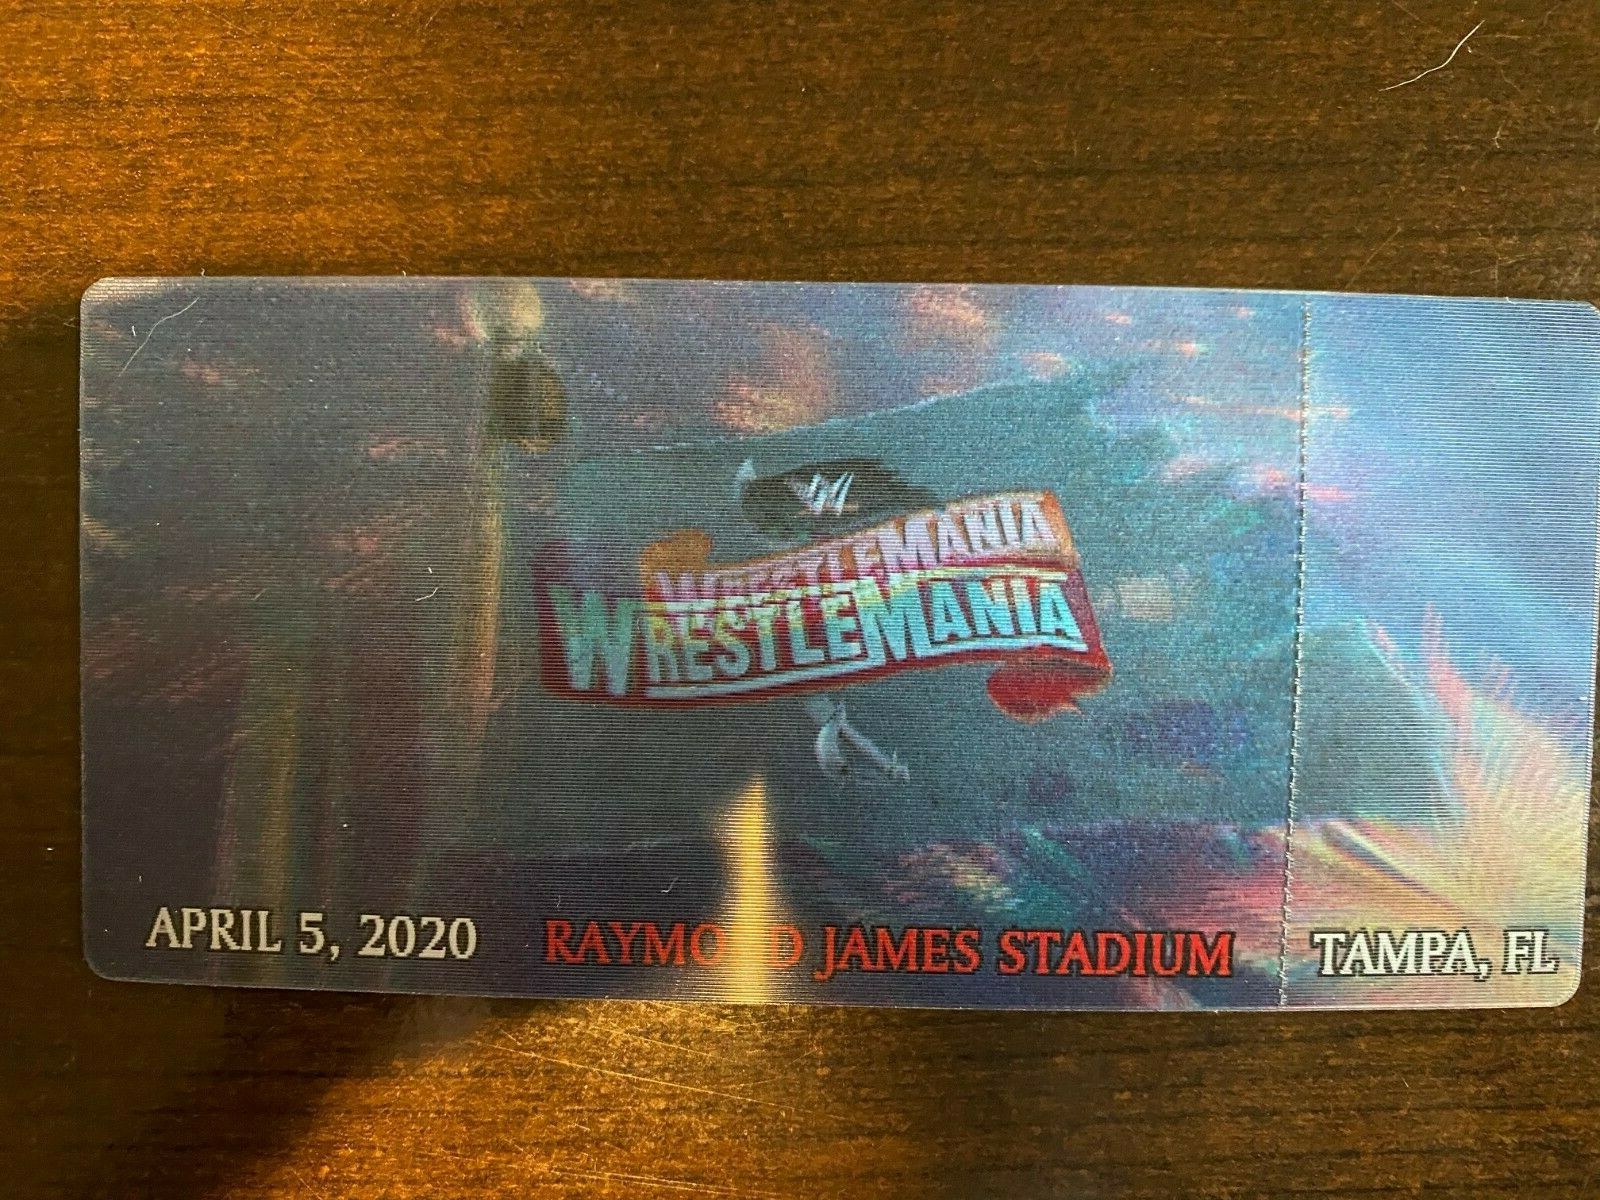 W
WRESTLEMANIA
WRESTLEMANIA
APRIL 5, 2020 RAYMOND JAMES STADIUM TAMPA, FL